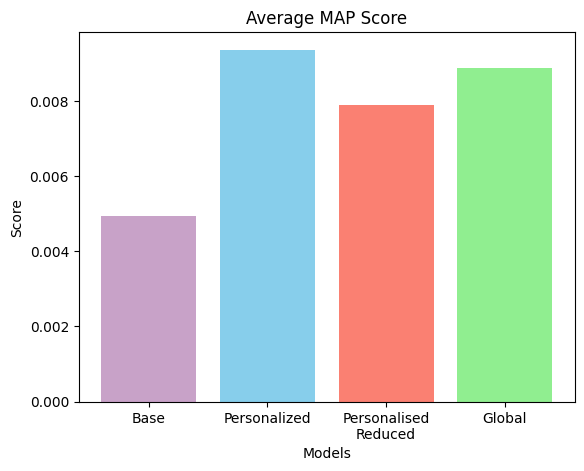 Average MAP Score
Score
0.008
0.006
0.004
0.002
0.000
Base
Personalized
Personalised
Reduced
Global
Models